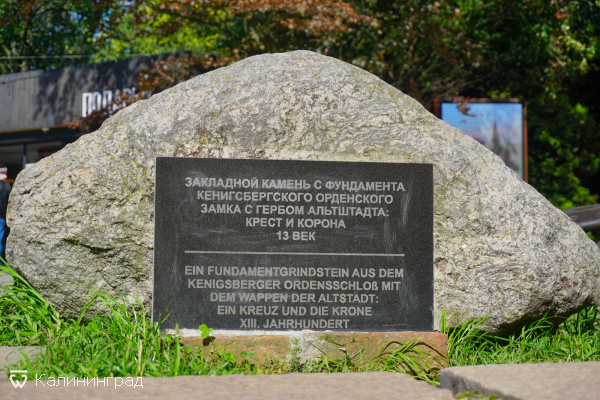 ПОДАР
ЗАКЛАДНОЙ КАМЕНЬ С ФУНДАМЕНТА
КЕНИГСБЕРГСКОГО ОРДЕНСКОГО
ЗАМКА С ГЕРБОМ АЛЬТШТАДТА:
КРЕСТ И КОРОНА
13 ВЕК
EIN FUNDAMENTGRINDSTEIN AUS DEM
KENIGSBERGER ORDENSSCHLOß MIT
DEM WAPPEN DER ALTSTADT:
EIN KREUZ UND DIE KRONE
XIII. JAHRHUNDERT
Калининград